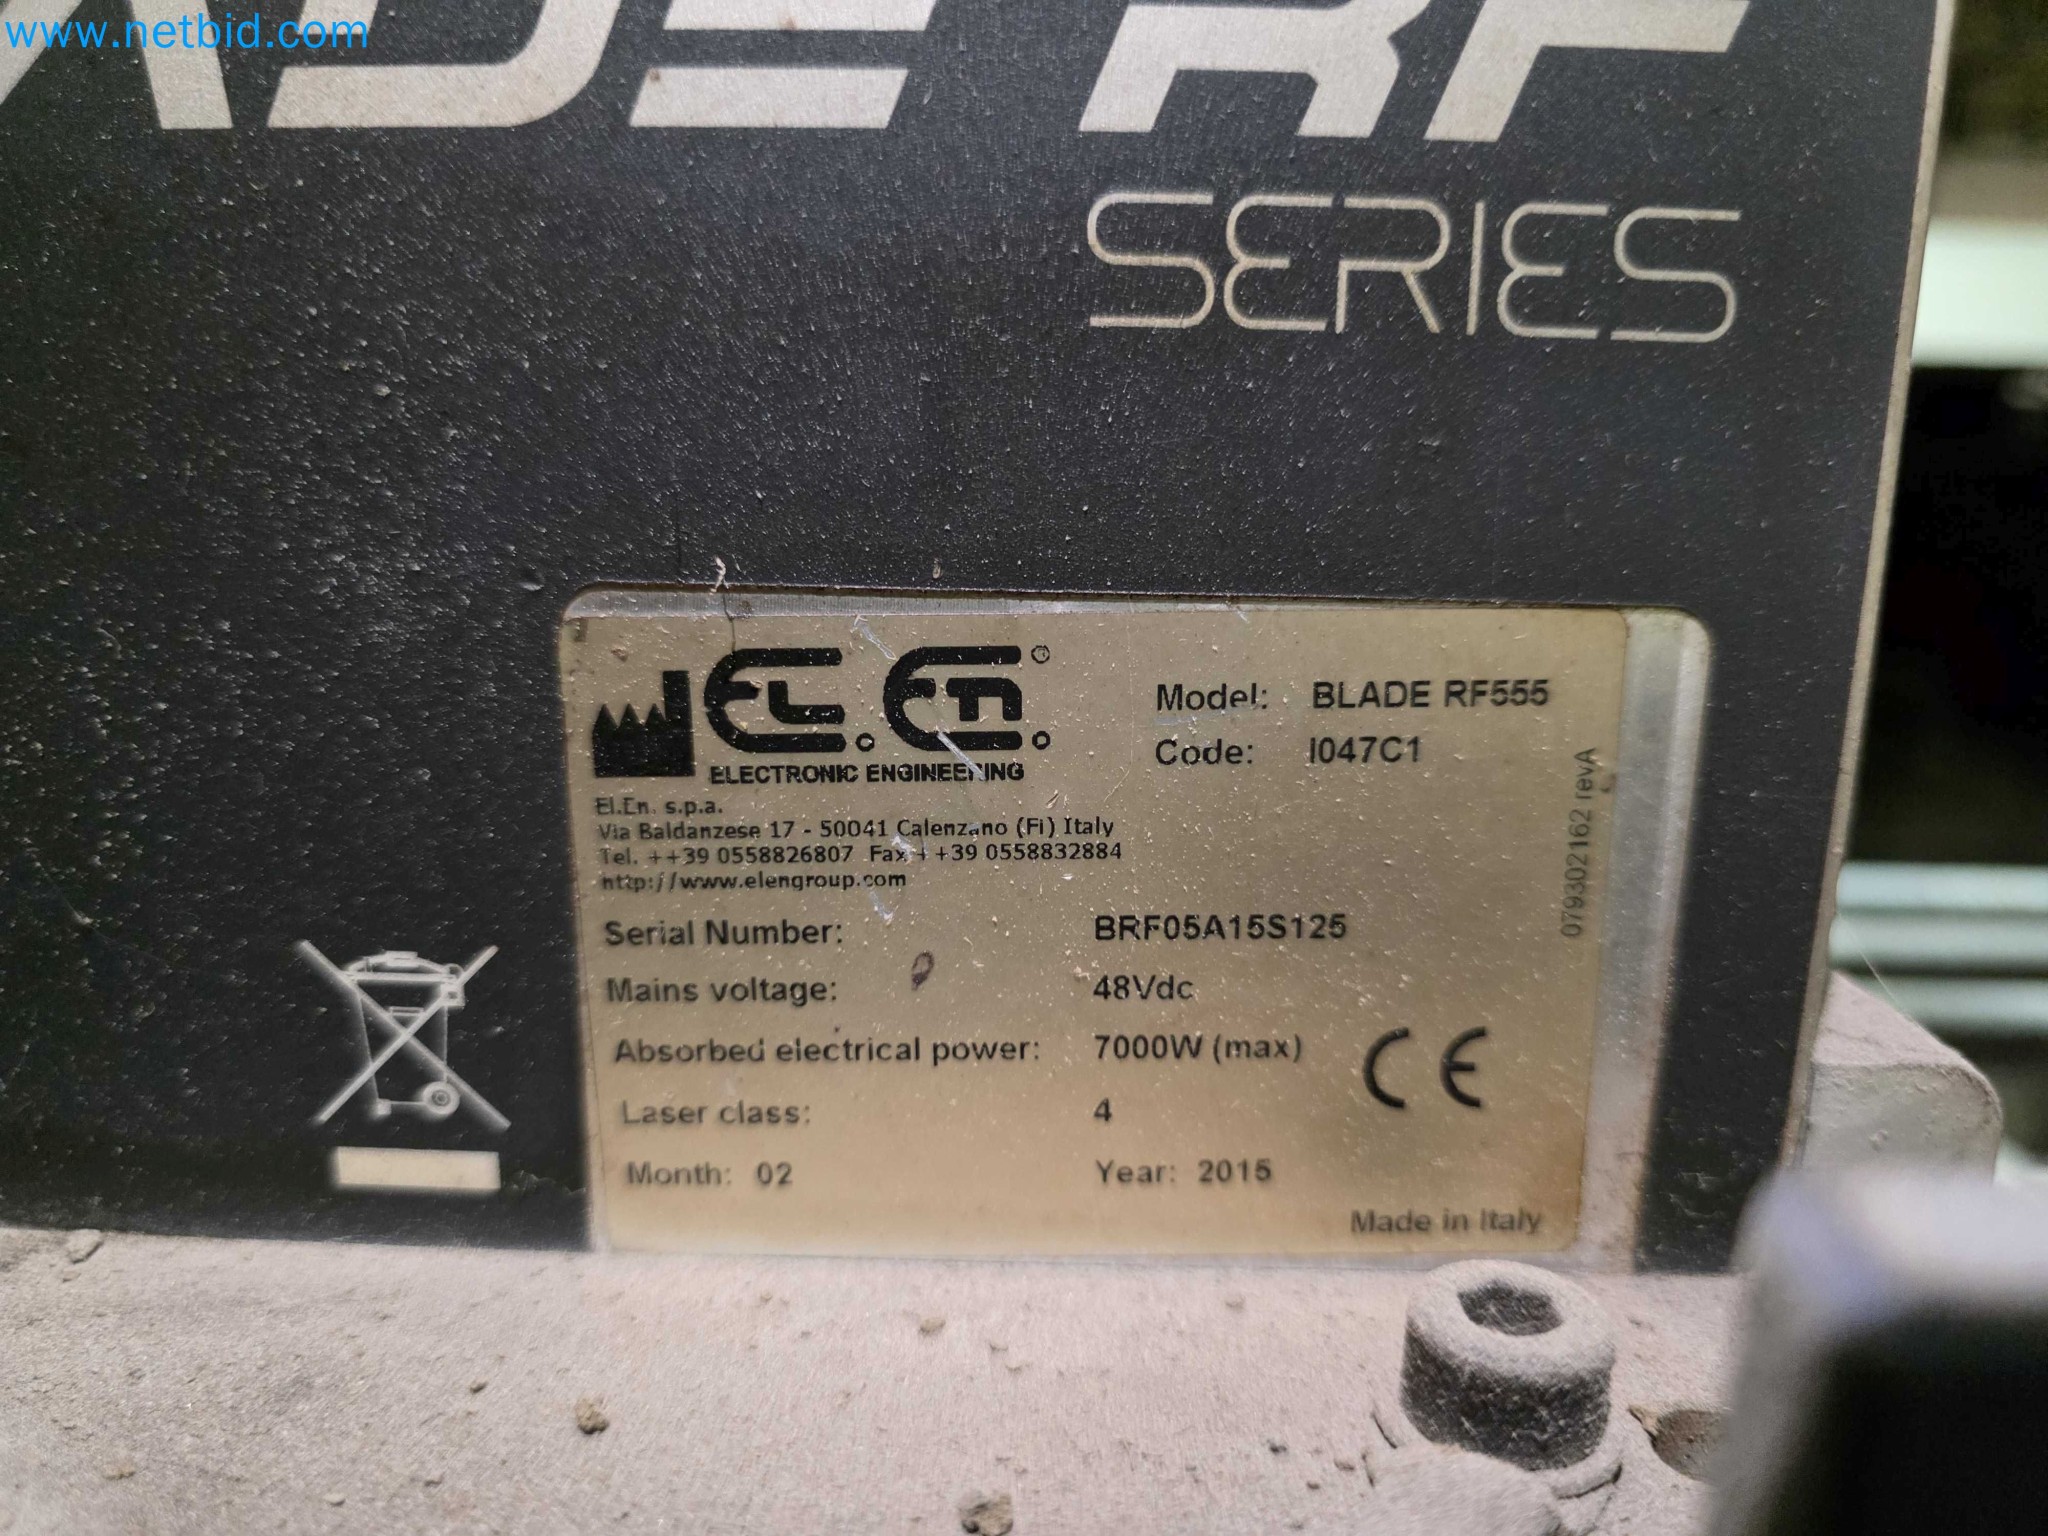 www.netbid.com
ADE RF
SERIES
EL.En.®
ELECTRONIC ENGINEERING
Model: BLADE RF555
Code: I047C1
El.En. s.p.a.
Via Baldanzese 17 - 50041 Calenzano (Fi) Italy
Tel. ++39 0558826807 Fax ++39 0558832884
http://www.elengroup.com
079302162 revA
Serial Number: BRF05A15S125
Mains voltage: 48Vdc
Absorbed electrical power: 7000W (max)
CE
Laser class: 4
Month: 02 Year: 2015
Made in Italy